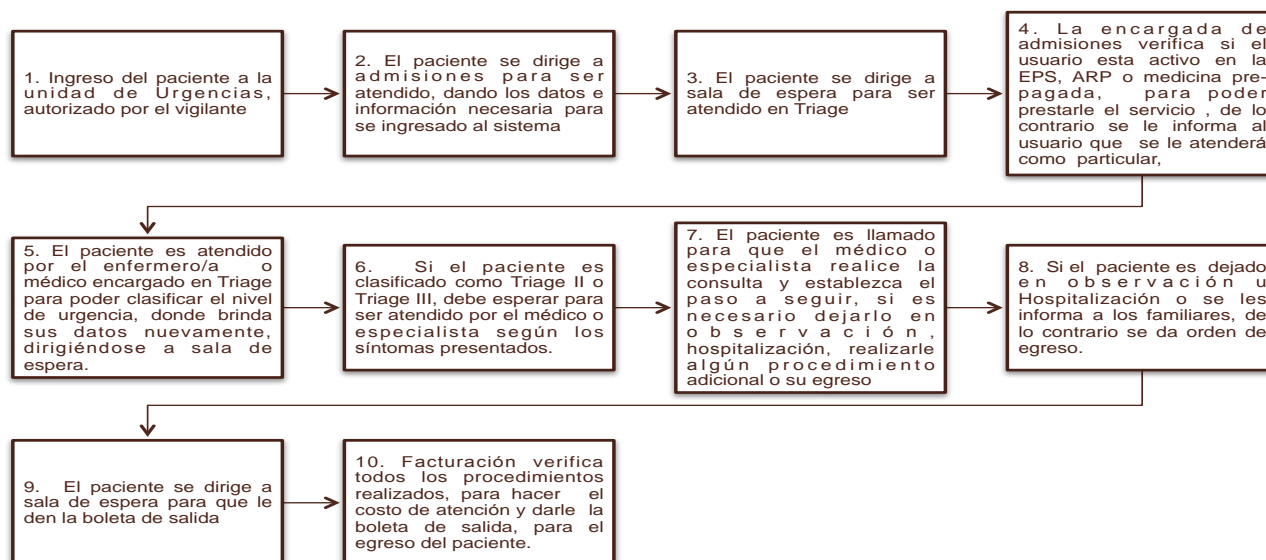 1. Ingreso del paciente a la
unidad de Urgencias,
autorizado por el vigilante
2. El paciente se dirige a
admisiones para ser
atendido, dando los datos e
información necesaria para
se ingresado al sistema
3. El paciente se dirige a
sala de espera para ser
atendido en Triage
4. La encargada de
admisiones verifica si el
usuario esta activo en la
EPS, ARP o medicina pre-
pagada, para poder
prestarle el servicio , de lo
contrario se le informa al
usuario que se le atenderá
como particular,
5. El paciente es atendido
por el enfermero/a o
médico encargado en Triage
para poder clasificar el nivel
de urgencia, donde brinda
sus datos nuevamente,
dirigiéndose a sala de
espera.
6. Si el paciente es
clasificado como Triage II o
Triage III, debe esperar para
ser atendido por el médico o
especialista según los
síntomas presentados.
7. El paciente es llamado
para que el médico o
especialista realice la
consulta y establezca el
paso a seguir, si es
necesario dejarlo en
observación,
hospitalización, realizarle
algún procedimiento
adicional o su egreso
8. Si el paciente es dejado
en observación u
Hospitalización o se les
informa a los familiares, de
lo contrario se da orden de
egreso.
9. El paciente se dirige a
sala de espera para que le
den la boleta de salida
10. Facturación verifica
todos los procedimientos
realizados, para hacer el
costo de atención y darle la
boleta de salida, para el
egreso del paciente.